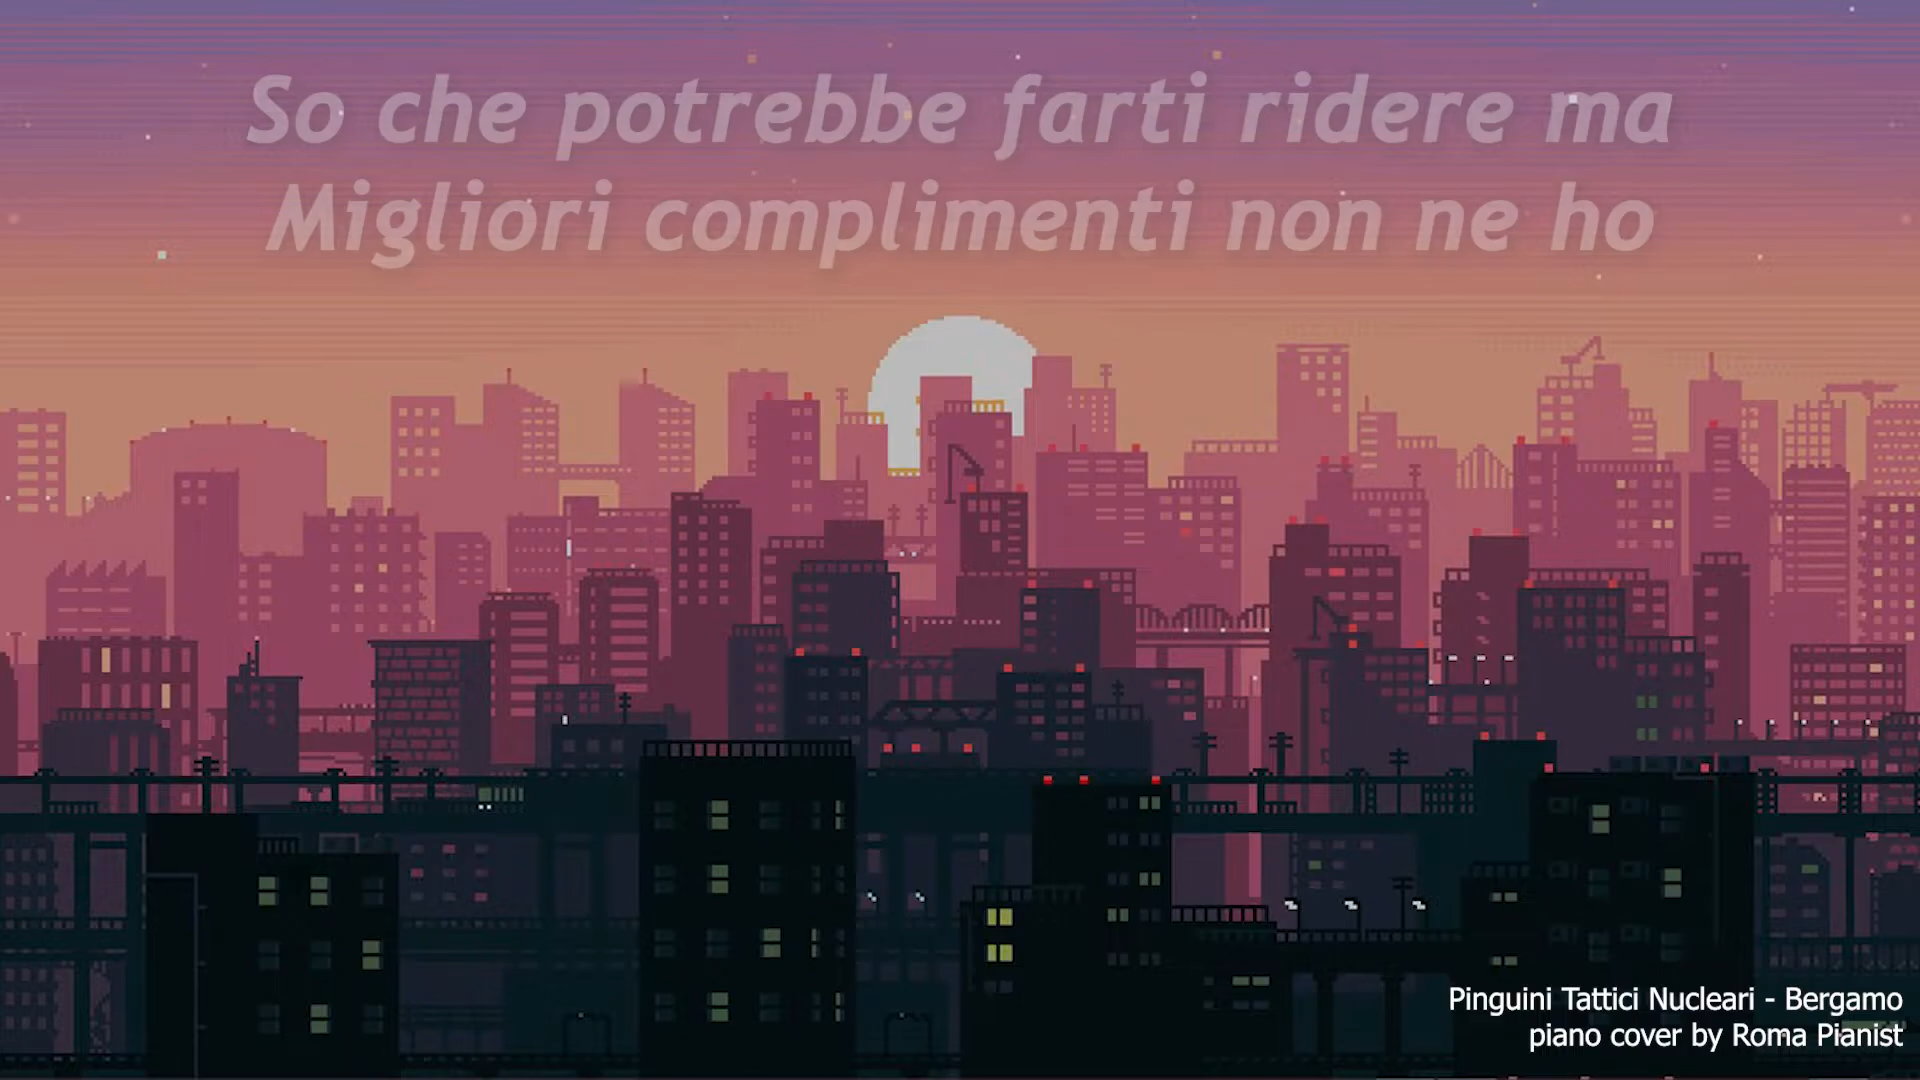 So che potrebbe farti ridere ma
Migliori complimenti non ne ho
Pinguini Tattici Nucleari - Bergamo
piano cover by Roma Pianist